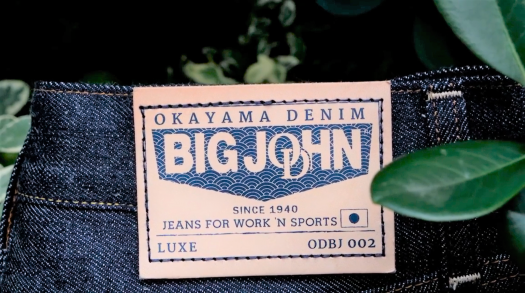 OKAYAMA DENIM
BIG JOHN
SINCE 1940
JEANS FOR WORK 'N SPORTS
LUXE ODBJ 002